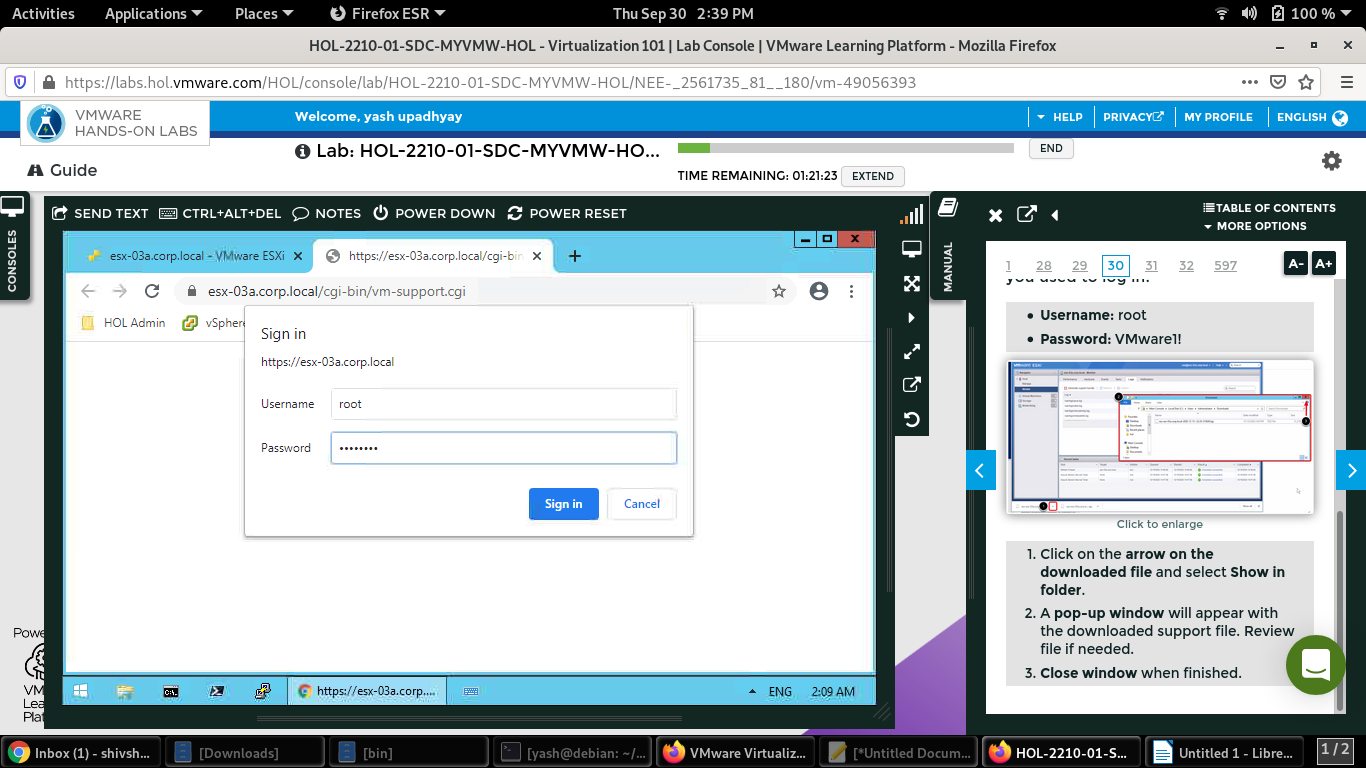 Activities Applications Places Firefox ESR Thu Sep 30 2:39 PM 100 %
HOL-2210-01-SDC-MYVMW-HOL - Virtualization 101 | Lab Console | VMware Learning Platform - Mozilla Firefox
https://labs.hol.vmware.com/HOL/console/lab/HOL-2210-01-SDC-MYVMW-HOL/NEE-_2561735_81__180/vm-49056393
VMWARE
HANDS-ON LABS
Welcome, yash upadhyay
HELP PRIVACY MY PROFILE ENGLISH
Guide
Lab: HOL-2210-01-SDC-MYVMW-HO...
END
TIME REMAINING: 01:21:23 EXTEND
CONSOLES
SEND TEXT CTRL+ALT+DEL NOTES POWER DOWN POWER RESET
esx-03a.corp.local - VMware ESXi
https://esx-03a.corp.local/cgi-bin
esx-03a.corp.local/cgi-bin/vm-support.cgi
HOL Admin vSphere
Sign in
https://esx-03a.corp.local
Username root
Password ••••••••
Sign in Cancel
https://esx-03a.corp.... ENG 2:09 AM
Powe
VM
Lea
Plat
MANUAL
TABLE OF CONTENTS
MORE OPTIONS
1 28 29 30 31 32 597
A- A+
you used to log in.
• Username: root
• Password: VMware1!
Click to enlarge
1. Click on the arrow on the
downloaded file and select Show in
folder.
2. A pop-up window will appear with
the downloaded support file. Review
file if needed.
3. Close window when finished.
Inbox (1) - shivsh... [Downloads] [bin] [yash@debian: ~/... VMware Virtualiz... [*Untitled Docum... HOL-2210-01-S... Untitled 1 - Libre... 1 / 2